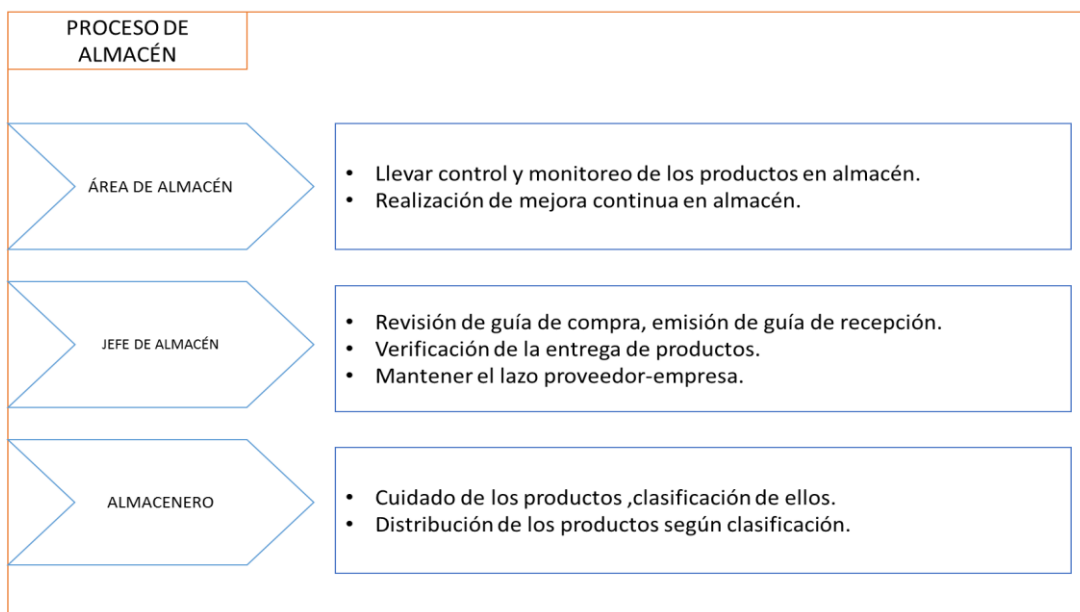 PROCESO DE
ALMACÉN
ÁREA DE ALMACÉN
• Llevar control y monitoreo de los productos en almacén.
• Realización de mejora continua en almacén.
JEFE DE ALMACÉN
• Revisión de guía de compra, emisión de guía de recepción.
• Verificación de la entrega de productos.
• Mantener el lazo proveedor-empresa.
ALMACENERO
• Cuidado de los productos ,clasificación de ellos.
• Distribución de los productos según clasificación.